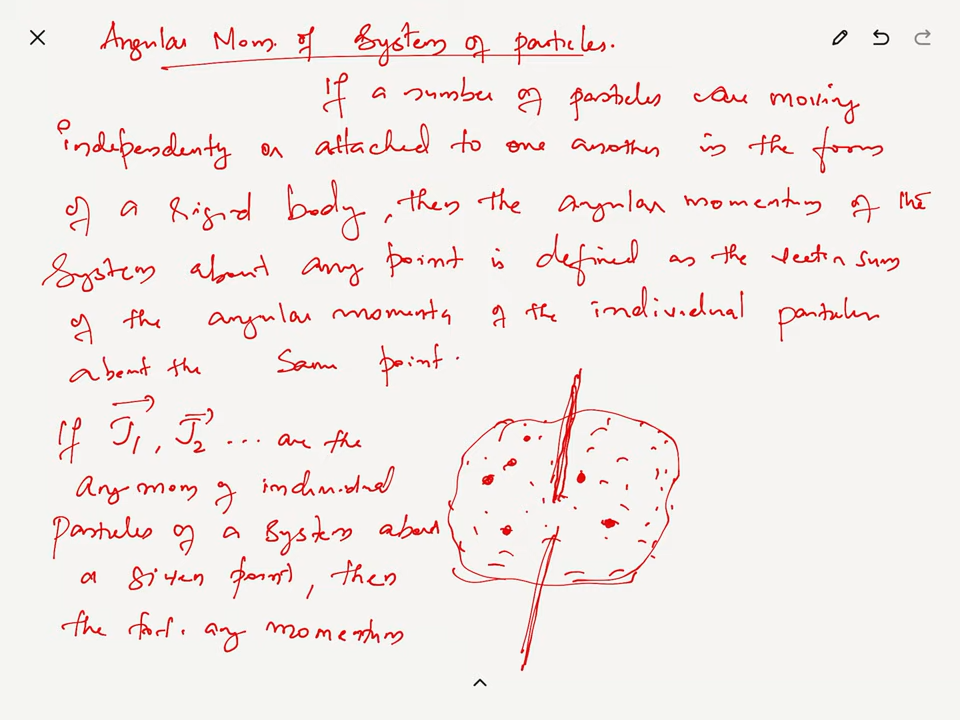 Angular Mom. of System of particles.
If a number of particles are moving
independenty or attached to one another in the form
of a rigid body, then the angular momentum of the
System about any point is defined as the vector sum
of the angular momenta of the individual particles
about the same point.
If J₁, J₂ ... are the
ang mom of individual
Particles of a System about
a given point, then
the tot. ang momentum